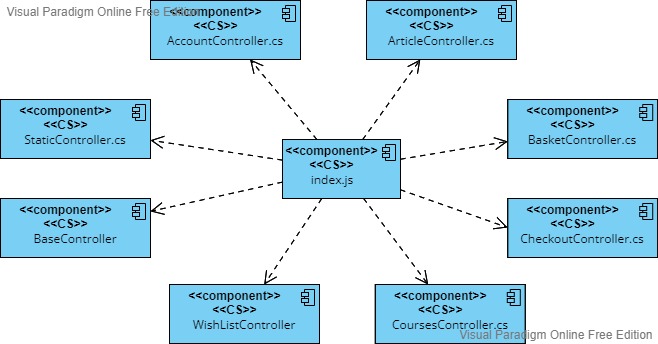 Visual Paradigm Online Free Edition
<<component>>
<<CS>>
AccountController.cs
<<component>>
<<CS>>
ArticleController.cs
<<component>>
<<CS>>
StaticController.cs
<<component>>
<<CS>>
index.js
<<component>>
<<CS>>
BasketController.cs
<<component>>
<<CS>>
BaseController
<<component>>
<<CS>>
CheckoutController.cs
<<component>>
<<CS>>
WishListController
<<component>>
<<CS>>
CoursesController.cs
Visual Paradigm Online Free Edition